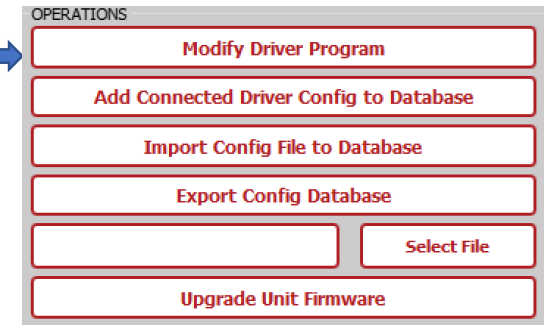 OPERATIONS
Modify Driver Program
Add Connected Driver Config to Database
Import Config File to Database
Export Config Database
Select File
Upgrade Unit Firmware